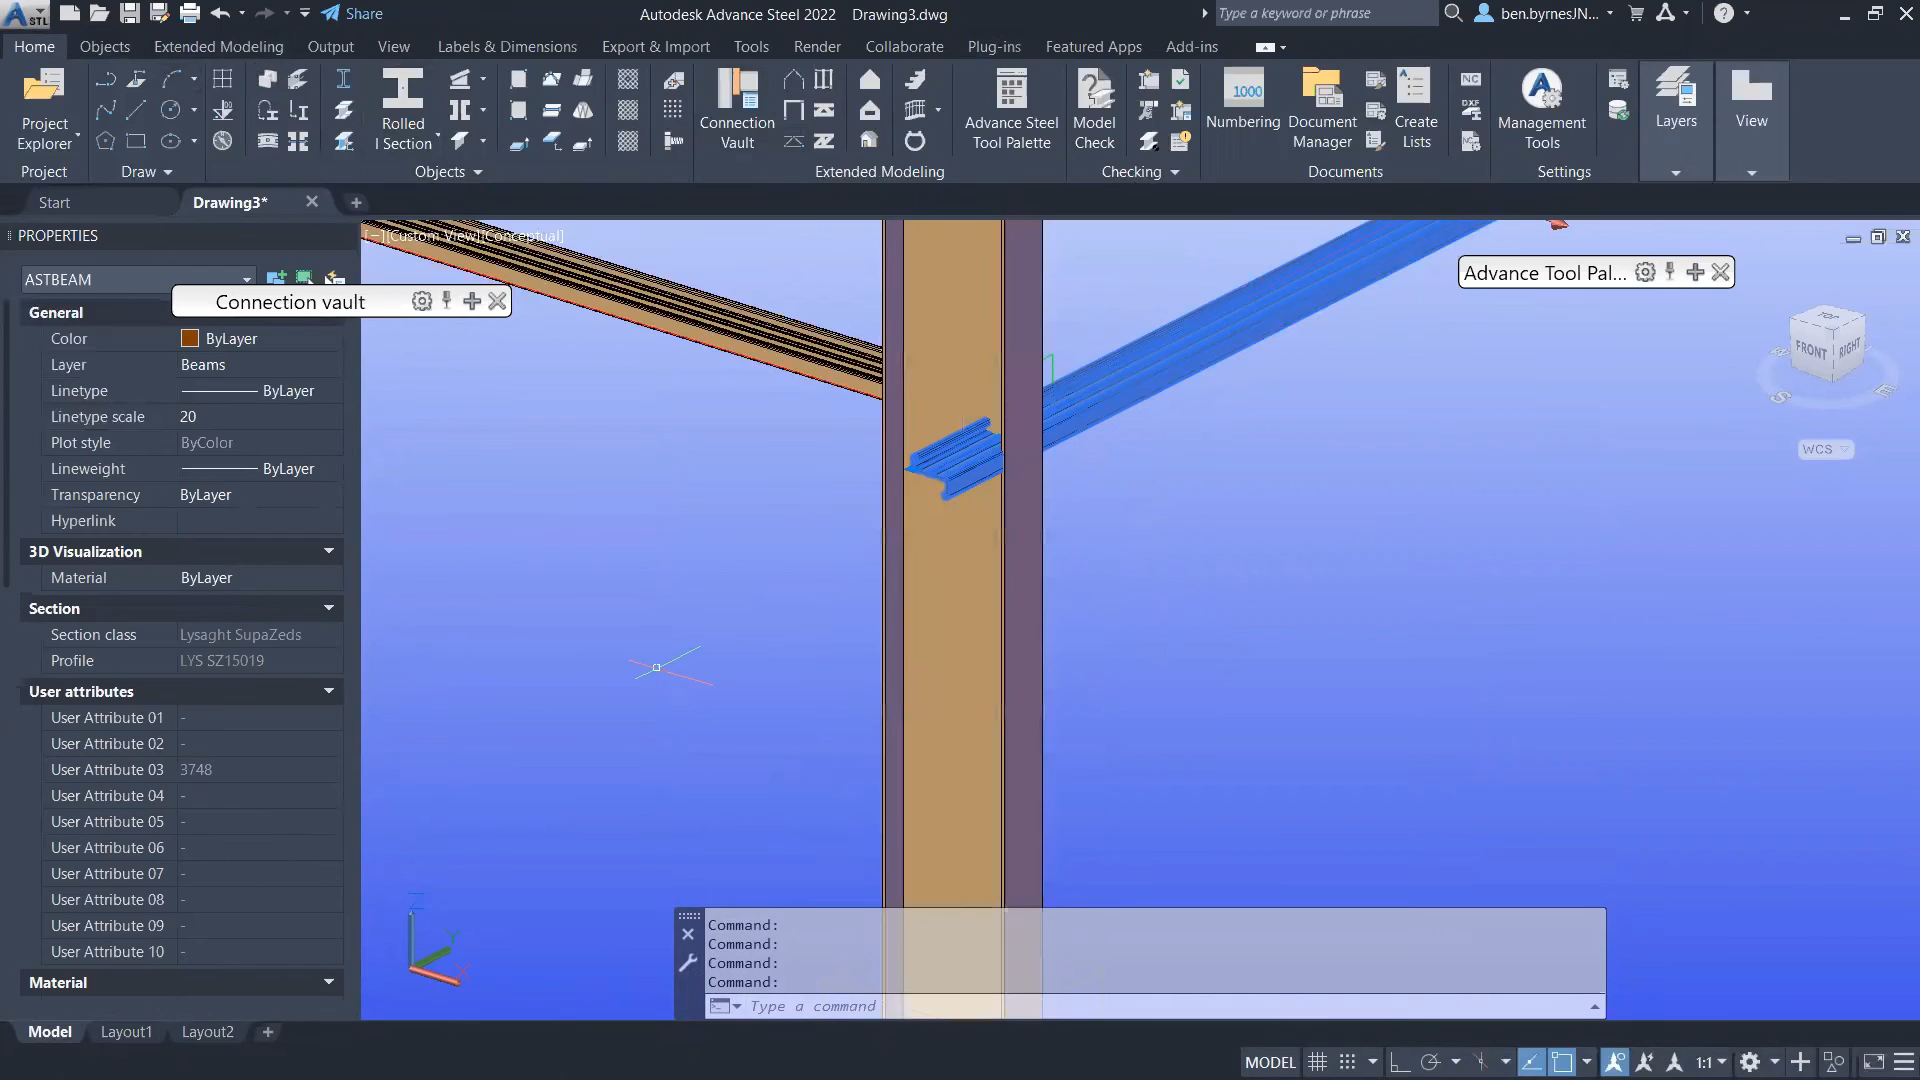 STL
Share
Autodesk Advance Steel 2022 Drawing3.dwg
Type a keyword or phrase
ben.byrnesJN...
Home Objects Extended Modeling Output View Labels & Dimensions Export & Import Tools Render Collaborate Plug-ins Featured Apps Add-ins
Project
Explorer
Rolled
I Section
Connection
Vault
Advance Steel
Tool Palette
Model
Check
1000
Numbering
Document
Manager
Create
Lists
NC
DXF
Management
Tools
Layers
View
Project Draw Objects Extended Modeling Checking Documents Settings
Start Drawing3*
PROPERTIES
[−][Custom View][Conceptual]
ASTBEAM
Connection vault
Advance Tool Pal...
General
Color ByLayer
Layer Beams
Linetype ByLayer
Linetype scale 20
Plot style ByColor
Lineweight ByLayer
Transparency ByLayer
Hyperlink
3D Visualization
Material ByLayer
Section
Section class Lysaght SupaZeds
Profile LYS SZ15019
User attributes
User Attribute 01 -
User Attribute 02 -
User Attribute 03 3748
User Attribute 04 -
User Attribute 05 -
User Attribute 06 -
User Attribute 07 -
User Attribute 08 -
User Attribute 09 -
User Attribute 10 -
Material
TOP
FRONT RIGHT
S E
WCS
Z
Y
X
Command:
Command:
Command:
Command:
Type a command
Model Layout1 Layout2
MODEL 1:1